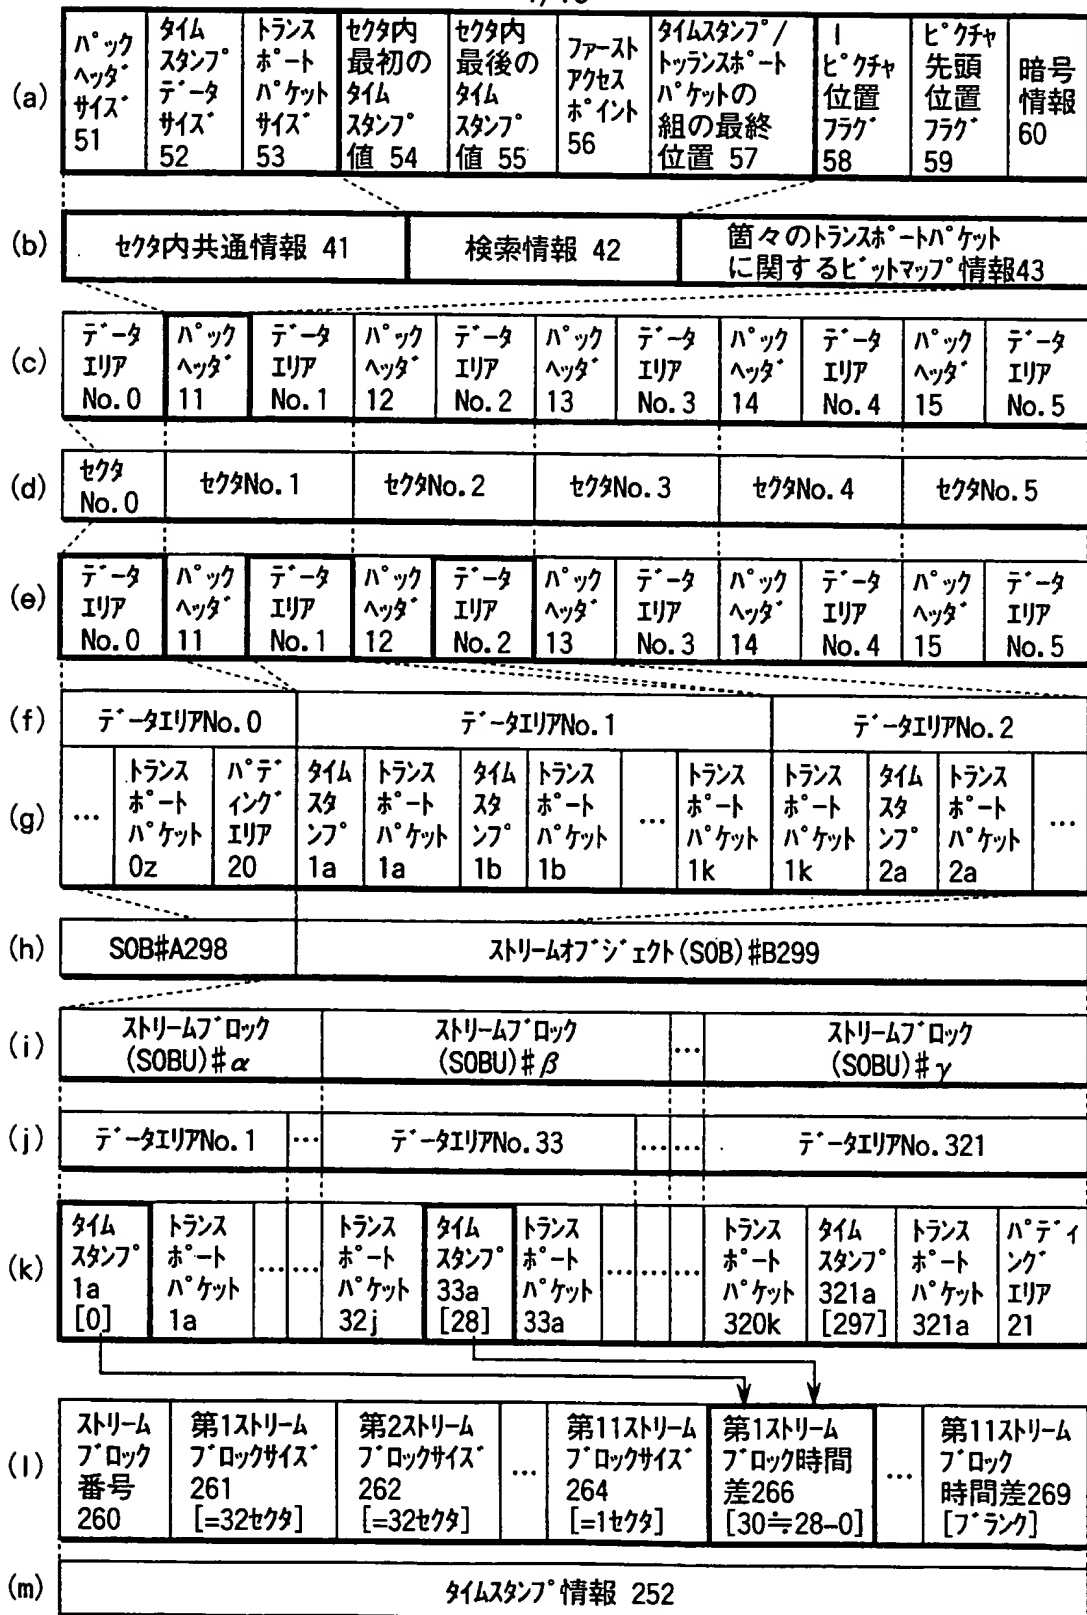 (a)
パック
ヘッダ
サイズ
51
タイム
スタンプ
データ
サイズ
52
トランス
ポート
パケット
サイズ
53
セクタ内
最初の
タイム
スタンプ
値 54
セクタ内
最後の
タイム
スタンプ
値 55
ファースト
アクセス
ポイント
56
タイムスタンプ/
トッランスポート
パケットの
組の最終
位置 57
I
ピクチャ
位置
フラグ
58
ピクチャ
先頭
位置
フラグ
59
暗号
情報
60
(b)
セクタ内共通情報 41
検索情報 42
箇々のトランスポートパケット
に関するビットマップ情報43
(c)
データ
エリア
No.0
パック
ヘッダ
11
データ
エリア
No.1
パック
ヘッダ
12
データ
エリア
No.2
パック
ヘッダ
13
データ
エリア
No.3
パック
ヘッダ
14
データ
エリア
No.4
パック
ヘッダ
15
データ
エリア
No.5
(d)
セクタ
No.0
セクタNo.1
セクタNo.2
セクタNo.3
セクタNo.4
セクタNo.5
(e)
データ
エリア
No.0
パック
ヘッダ
11
データ
エリア
No.1
パック
ヘッダ
12
データ
エリア
No.2
パック
ヘッダ
13
データ
エリア
No.3
パック
ヘッダ
14
データ
エリア
No.4
パック
ヘッダ
15
データ
エリア
No.5
(f)
データエリアNo.0
データエリアNo.1
データエリアNo.2
(g)
…
トランス
ポート
パケット
0z
パディ
ィング
エリア
20
タイム
スタ
ンプ
1a
トランス
ポート
パケット
1a
タイム
スタ
ンプ
1b
トランス
ポート
パケット
1b
…
トランス
ポート
パケット
1k
トランス
ポート
パケット
1k
タイム
スタ
ンプ
2a
トランス
ポート
パケット
2a
…
(h)
SOB#A298
ストリームオブジェクト(SOB)#B299
(i)
ストリームブロック
(SOBU)#α
ストリームブロック
(SOBU)#β
…
ストリームブロック
(SOBU)#γ
(j)
データエリアNo.1
…
データエリアNo.33
……
データエリアNo.321
(k)
タイム
スタンプ
1a
[0]
トランス
ポート
パケット
1a
……
トランス
ポート
パケット
32j
タイム
スタンプ
33a
[28]
トランス
ポート
パケット
33a
………
トランス
ポート
パケット
320k
タイム
スタンプ
321a
[297]
トランス
ポート
パケット
321a
パディ
ング
エリア
21
(l)
ストリーム
ブロック
番号
260
第1ストリーム
ブロックサイズ
261
[=32セクタ]
第2ストリーム
ブロックサイズ
262
[=32セクタ]
…
第11ストリーム
ブロックサイズ
264
[=1セクタ]
第1ストリーム
ブロック時間
差266
[30≒28-0]
…
第11ストリーム
ブロック
時間差269
[ブランク]
(m)
タイムスタンプ情報 252